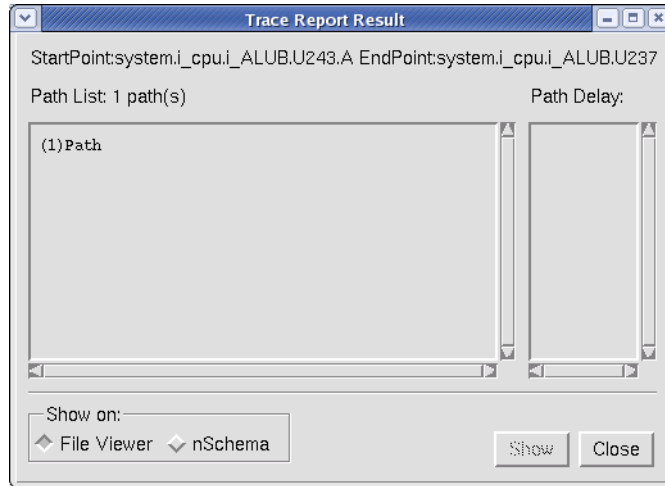 Trace Report Result
StartPoint:system.i_cpu.i_ALUB.U243.A EndPoint:system.i_cpu.i_ALUB.U237
Path List: 1 path(s)
Path Delay:
(1)Path
Show on:
File Viewer
nSchema
Show
Close